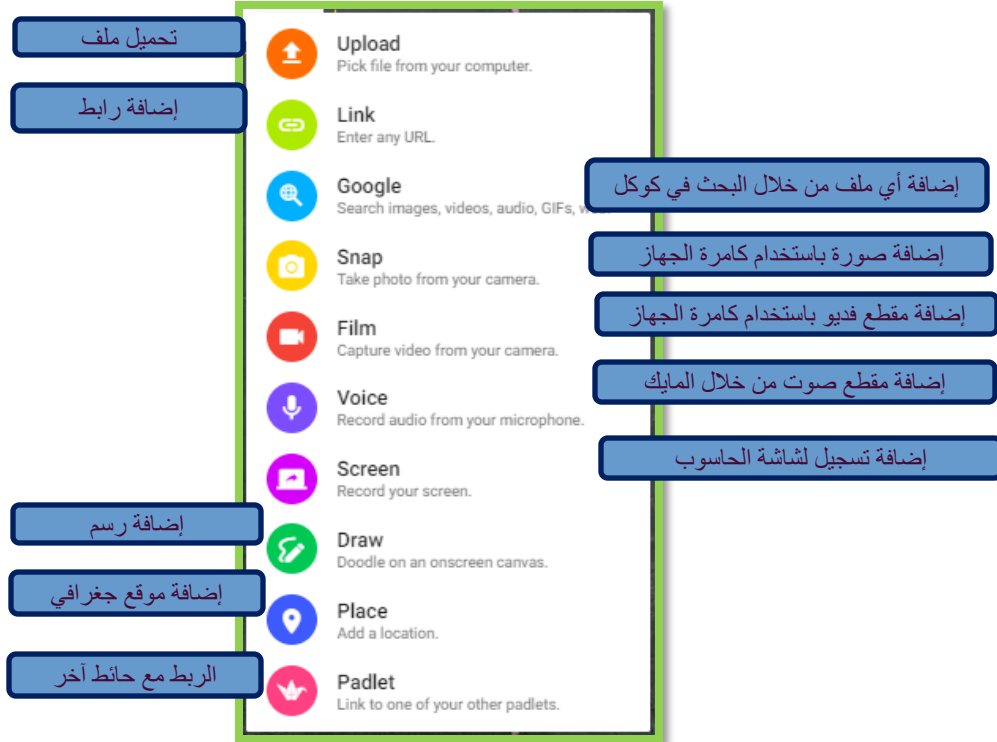 تحميل ملف
Upload
Pick file from your computer.
إضافة رابط
Link
Enter any URL.
إضافة أي ملف من خلال البحث في كوكل
Google
Search images, videos, audio, GIFs,
إضافة صورة باستخدام كامرة الجهاز
Snap
Take photo from your camera.
إضافة مقطع فديو باستخدام كامرة الجهاز
Film
Capture video from your camera.
إضافة مقطع صوت من خلال المايك
Voice
Record audio from your microphone.
إضافة تسجيل لشاشة الحاسوب
Screen
Record your screen.
إضافة رسم
Draw
Doodle on an onscreen canvas.
إضافة موقع جغرافي
Place
Add a location.
الربط مع حائط آخر
Padlet
Link to one of your other padlets.